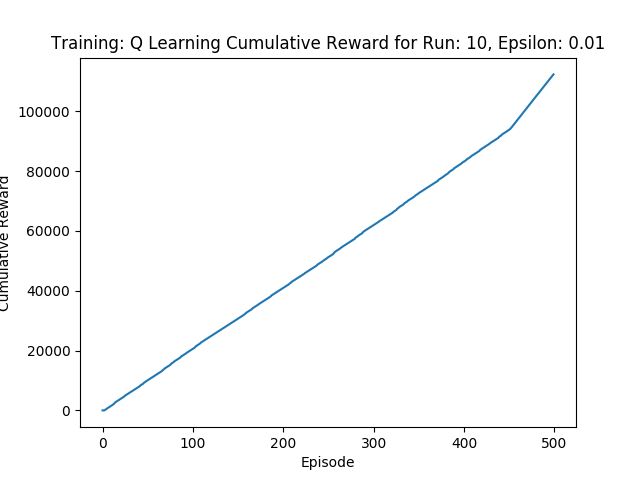 Training: Q Learning Cumulative Reward for Run: 10, Epsilon: 0.01
100000
80000
60000
40000
20000
0
Cumulative Reward
0 100 200 300 400 500
Episode